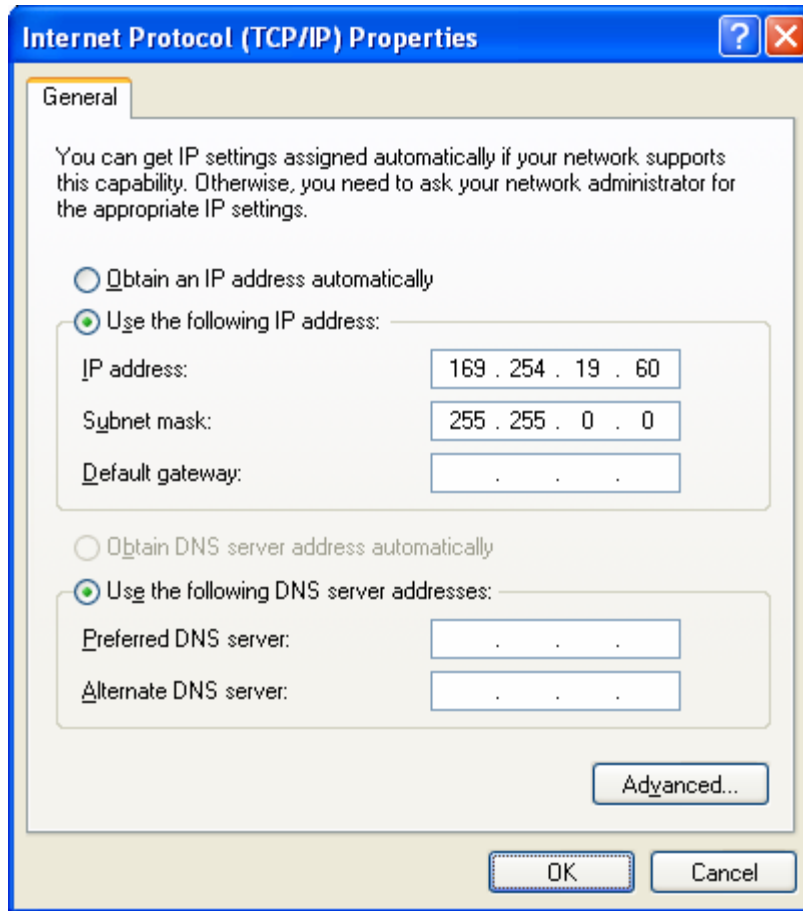 Internet Protocol (TCP/IP) Properties
General
You can get IP settings assigned automatically if your network supports
this capability. Otherwise, you need to ask your network administrator for
the appropriate IP settings.
Obtain an IP address automatically
Use the following IP address:
IP address: 169 . 254 . 19 . 60
Subnet mask: 255 . 255 . 0 . 0
Default gateway: . . .
Obtain DNS server address automatically
Use the following DNS server addresses:
Preferred DNS server: . . .
Alternate DNS server: . . .
Advanced...
OK Cancel